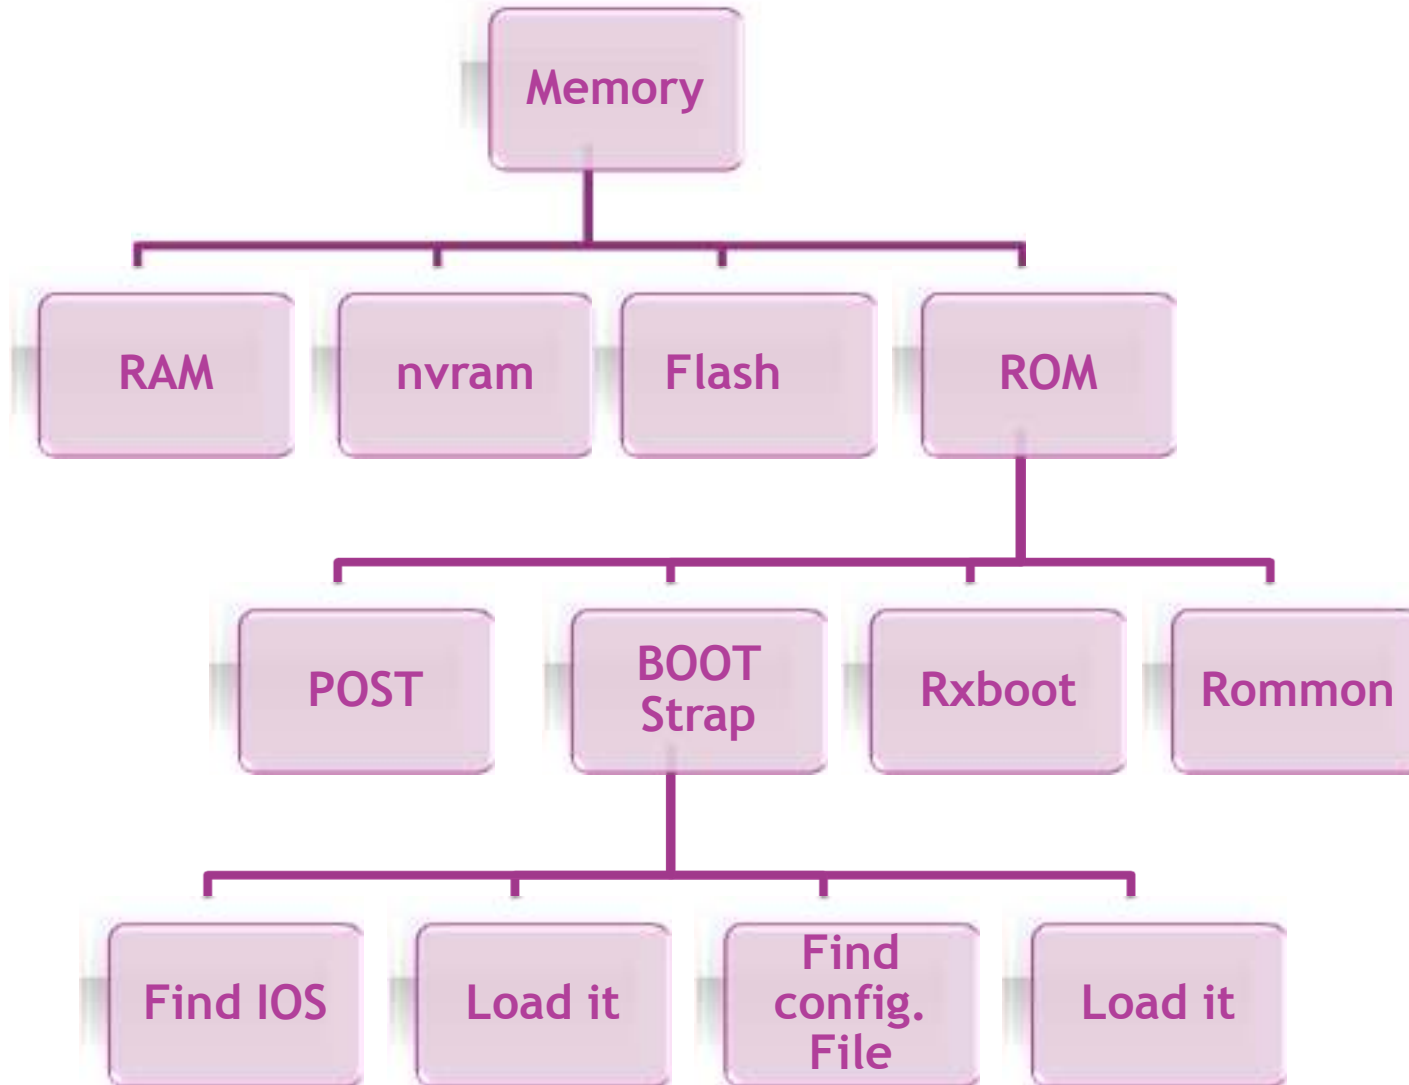 Memory
RAM
nvram
Flash
ROM
POST
BOOT
Strap
Rxboot
Rommon
Find IOS
Load it
Find
config.
File
Load it